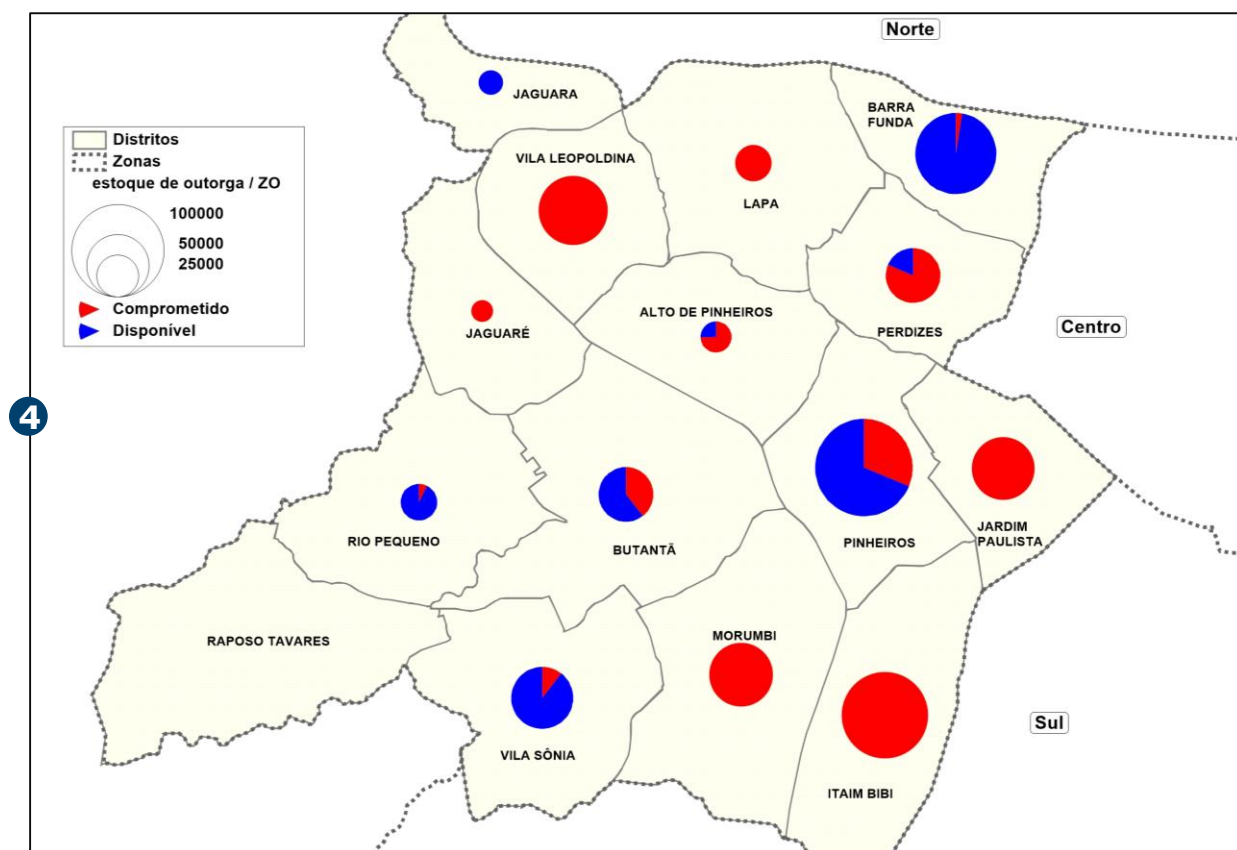 Norte
JAGUARA
BARRA
FUNDA
Distritos
Zonas
estoque de outorga / ZO
100000
50000
25000
Comprometido
Disponível
VILA LEOPOLDINA
LAPA
JAGUARÉ
ALTO DE PINHEIROS
PERDIZES
Centro
4
RIO PEQUENO
BUTANTÃ
PINHEIROS
JARDIM
PAULISTA
RAPOSO TAVARES
MORUMBI
Sul
VILA SÔNIA
ITAIM BIBI